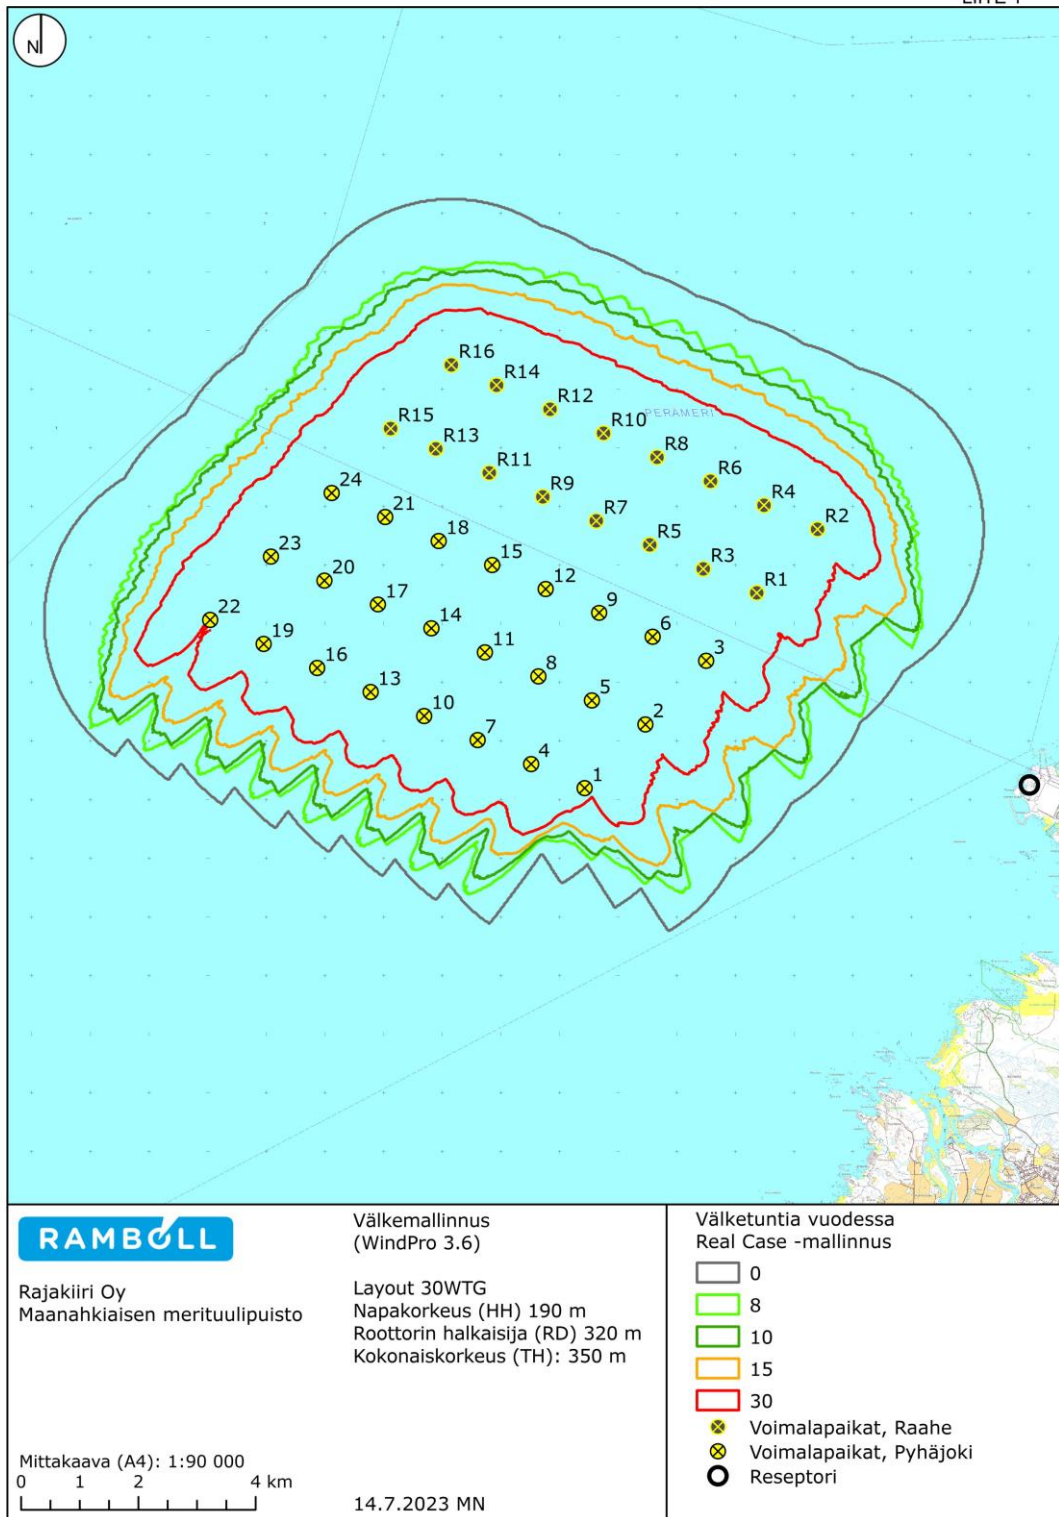 LIITE 1
N
R16
R14
R12
PERÄMERI
R15
R10
R13
R8
R11
R6
24
R9
R4
21
R7
R2
18
R5
23
15
R3
20
12
R1
17
9
22
14
6
19
11
3
16
8
13
5
10
2
7
4
1
RAMBOLL
Rajakiiri Oy
Maanahkiaisen merituulipuisto
Mittakaava (A4): 1:90 000
0 1 2 4 km
Välkemallinnus
(WindPro 3.6)
Layout 30WTG
Napakorkeus (HH) 190 m
Roottorin halkaisija (RD) 320 m
Kokonaiskorkeus (TH): 350 m
14.7.2023 MN
Välketuntia vuodessa
Real Case -mallinnus
0
8
10
15
30
Voimalapaikat, Raahe
Voimalapaikat, Pyhäjoki
Reseptori